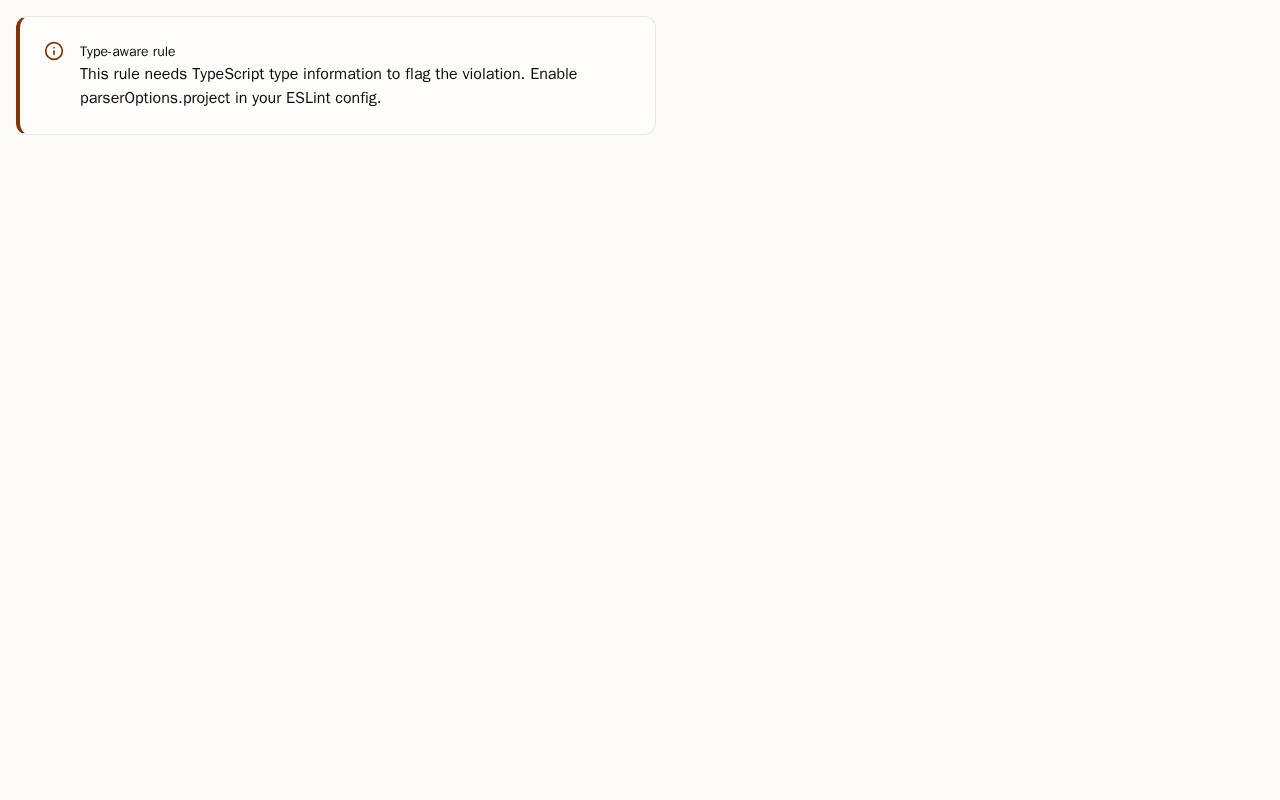 Type-aware rule
This rule needs TypeScript type information to flag the violation. Enable
parserOptions.project in your ESLint config.